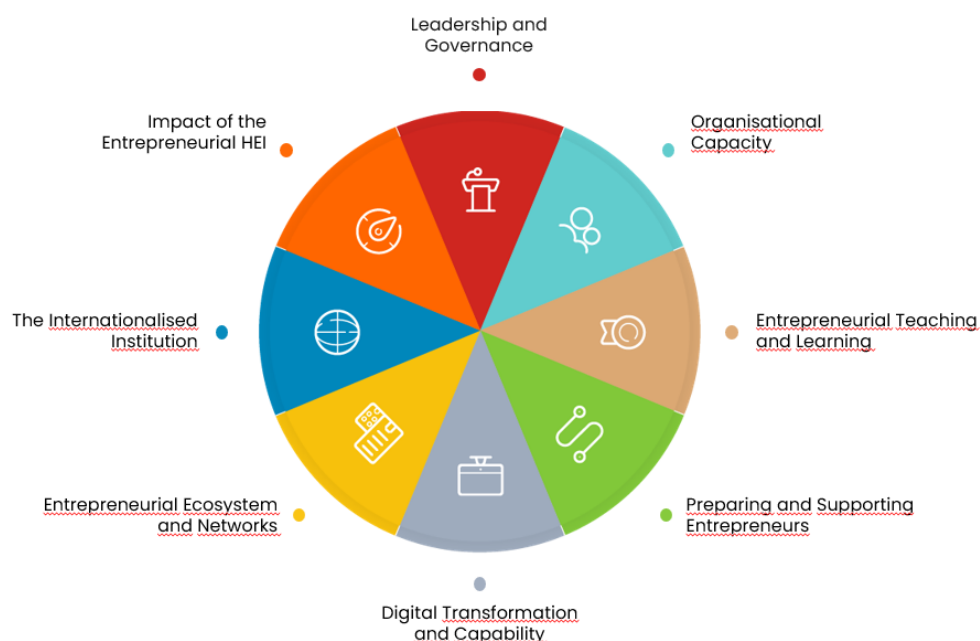 Leadership and
Governance
Impact of the
Entrepreneurial HEI
Organisational
Capacity
The Internationalised
Institution
Entrepreneurial Teaching
and Learning
Entrepreneurial Ecosystem
and Networks
Preparing and Supporting
Entrepreneurs
Digital Transformation
and Capability